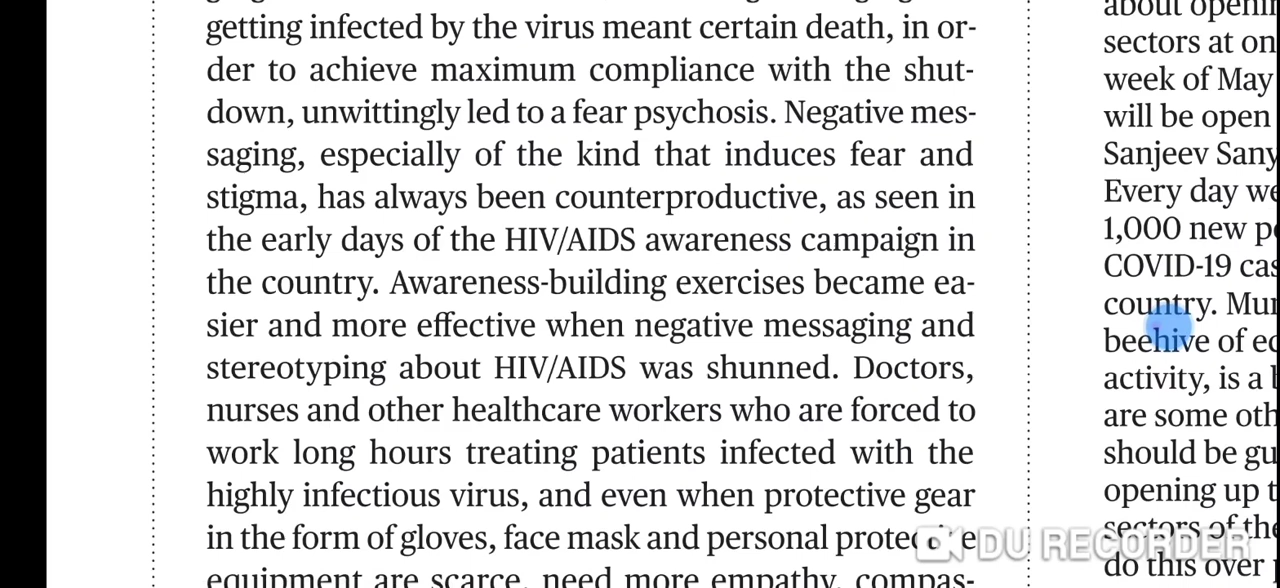 getting infected by the virus meant certain death, in or-
der to achieve maximum compliance with the shut-
down, unwittingly led to a fear psychosis. Negative mes-
saging, especially of the kind that induces fear and
stigma, has always been counterproductive, as seen in
the early days of the HIV/AIDS awareness campaign in
the country. Awareness-building exercises became ea-
sier and more effective when negative messaging and
stereotyping about HIV/AIDS was shunned. Doctors,
nurses and other healthcare workers who are forced to
work long hours treating patients infected with the
highly infectious virus, and even when protective gear
in the form of gloves, face mask and personal protective
equipment are scarce, need more empathy, compas-
about openin
sectors at on
week of May
will be open
Sanjeev Sany
Every day we
1,000 new pe
COVID-19 cas
country. Mun
beehive of ec
activity, is a b
are some oth
should be gu
opening up t
sectors of the
do this over
DU RECORDER